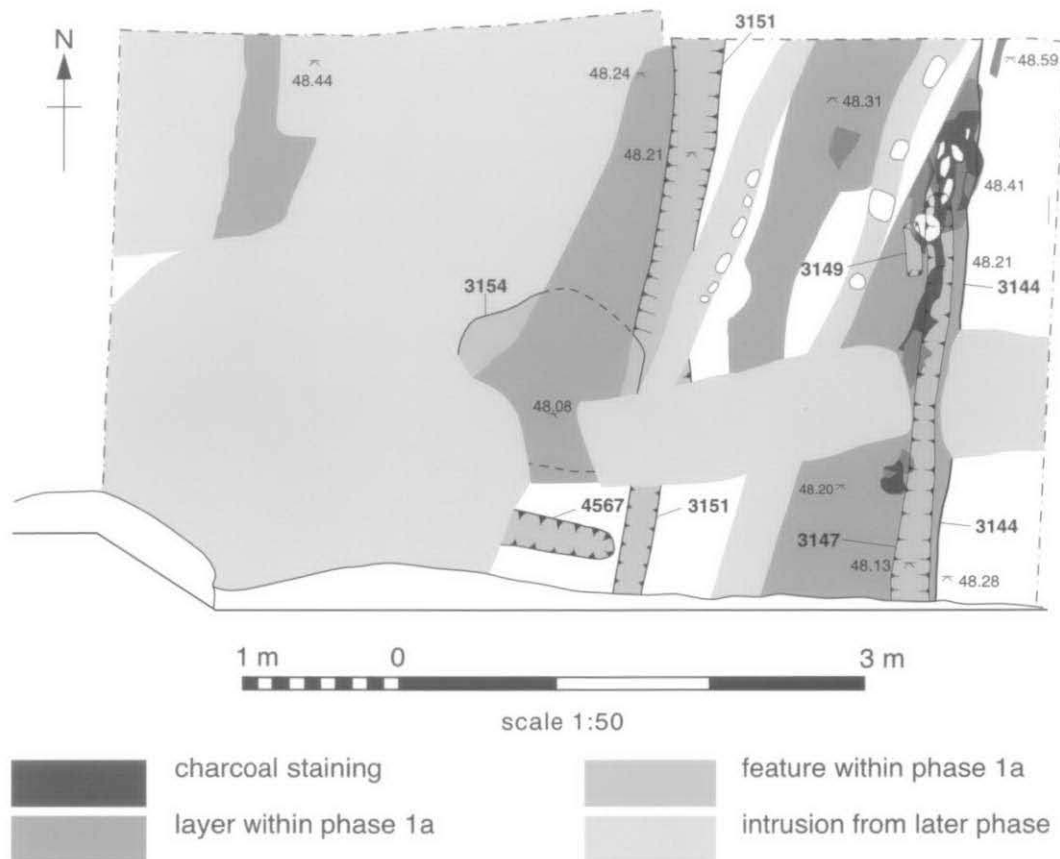 3151
N
48.44
48.24
48.31
48.59
48.21
48.41
3149
48.21
3144
3154
48.08
4567
3151
48.20
3144
3147
48.13
48.28
1 m 0 3 m
scale 1:50
charcoal staining
feature within phase 1a
layer within phase 1a
intrusion from later phase